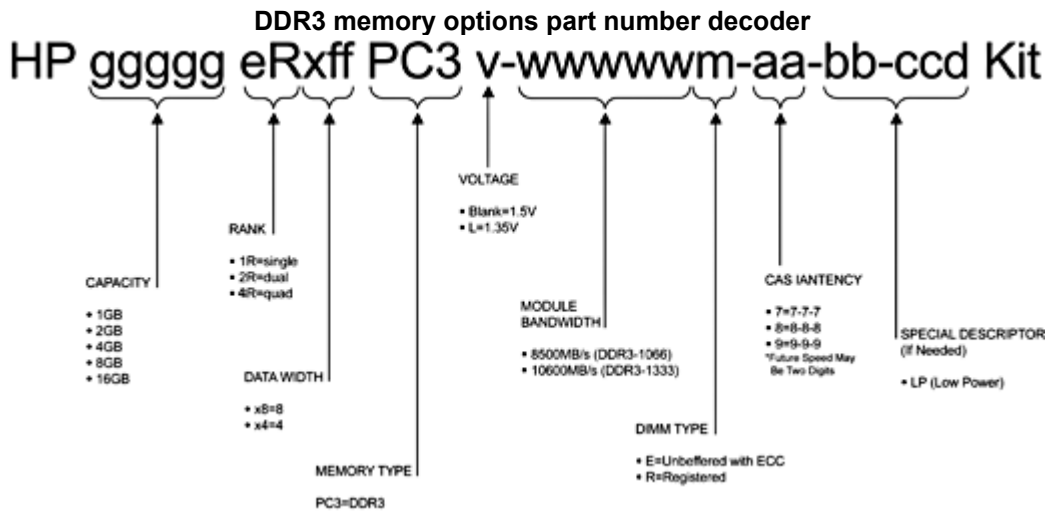 DDR3 memory options part number decoder
HP ggggg eRxff PC3 v-wwwwwm-aa-bb-ccd Kit
VOLTAGE
• Blank=1.5V
• L=1.35V
RANK
• 1R=single
• 2R=dual
• 4R=quad
CAPACITY
• 1GB
• 2GB
• 4GB
• 8GB
• 16GB
CAS IANTENCY
• 7=7-7-7
• 8=8-8-8
• 9=9-9-9
*Future Speed May
Be Two Digits
MODULE
BANDWIDTH
• 8500MB/s (DDR3-1066)
• 10600MB/s (DDR3-1333)
SPECIAL DESCRIPTOR
(If Needed)
• LP (Low Power)
DATA WIDTH
• x8=8
• x4=4
DIMM TYPE
• E=Unbeffered with ECC
• R=Registered
MEMORY TYPE
PC3=DDR3